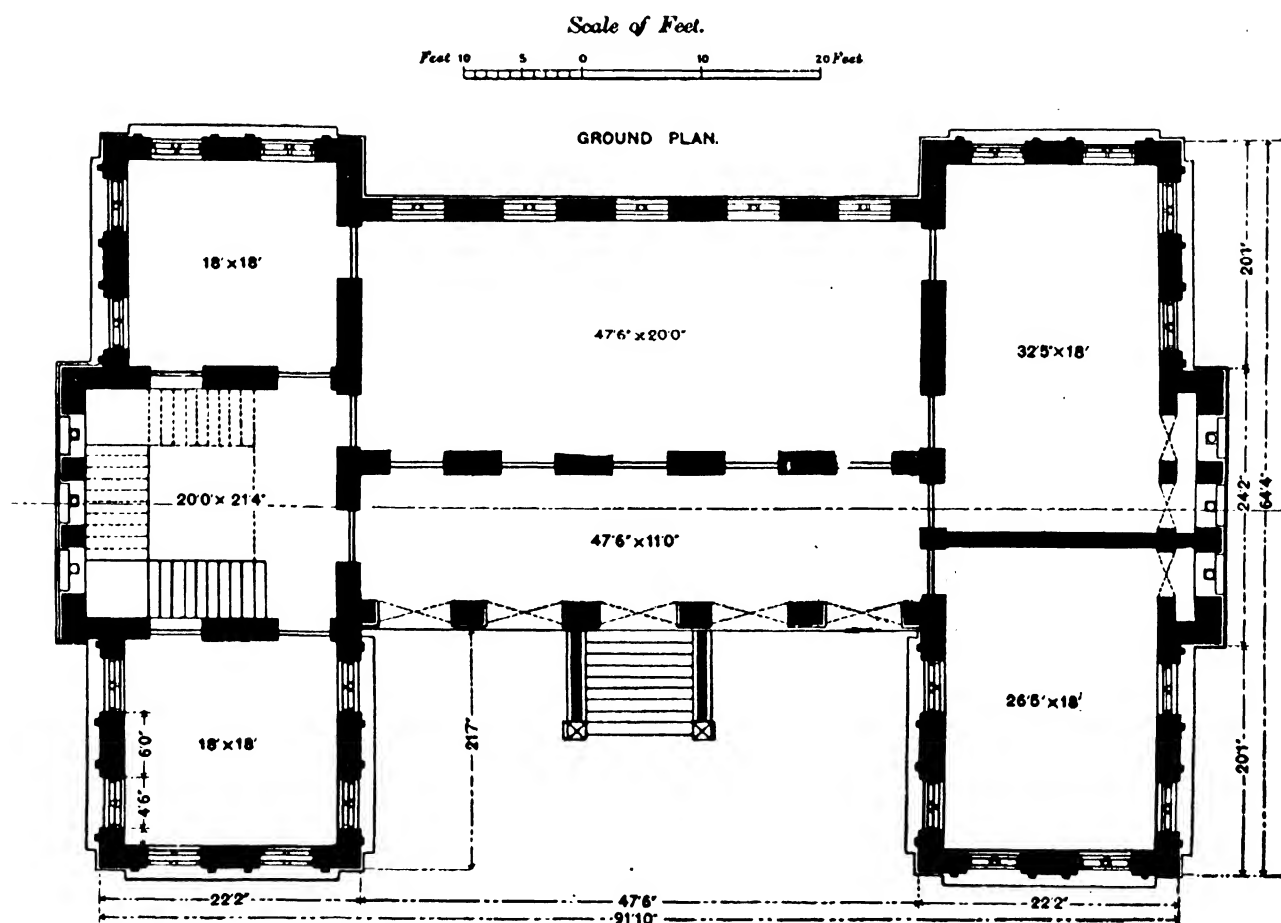 Scale of Feet.
Feet 10 5 0 10 20 Feet
GROUND PLAN.
18' × 18'
47'6" × 20'0"
32'5" × 18'
20'1"
20'0" × 21'4"
47'6" × 11'0"
24'2"
64'4"
26'5' × 18'
18' × 18'
6'0"
4'6"
21'7"
20'1"
22'2"
47'6"
22'2"
91'10"